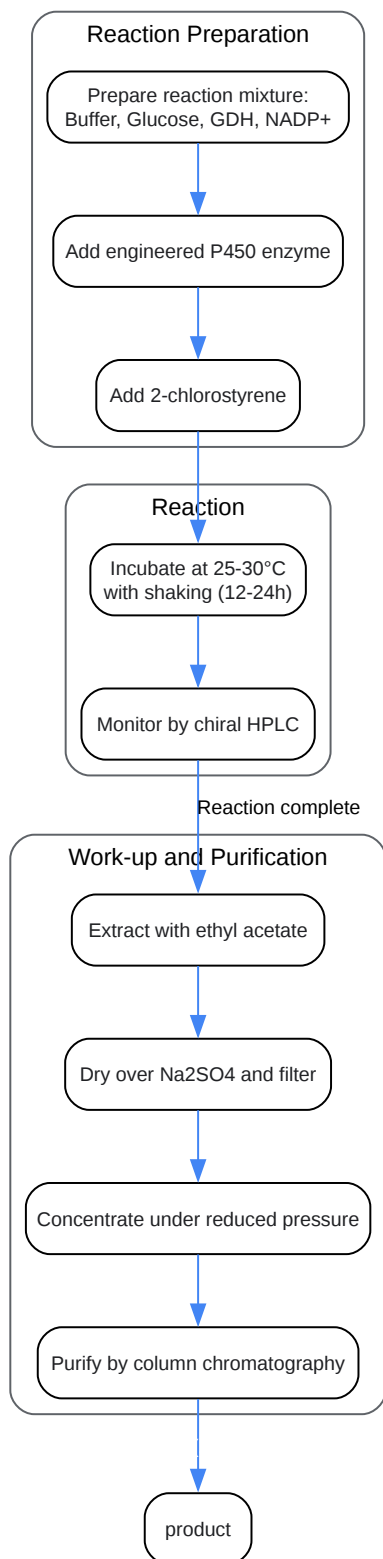 Reaction Preparation
Prepare reaction mixture:
Buffer, Glucose, GDH, NADP+
Add engineered P450 enzyme
Add 2-chlorostyrene
Reaction
Incubate at 25-30°C
with shaking (12-24h)
Monitor by chiral HPLC
Reaction complete
Work-up and Purification
Extract with ethyl acetate
Dry over Na2SO4 and filter
Concentrate under reduced pressure
Purify by column chromatography
product